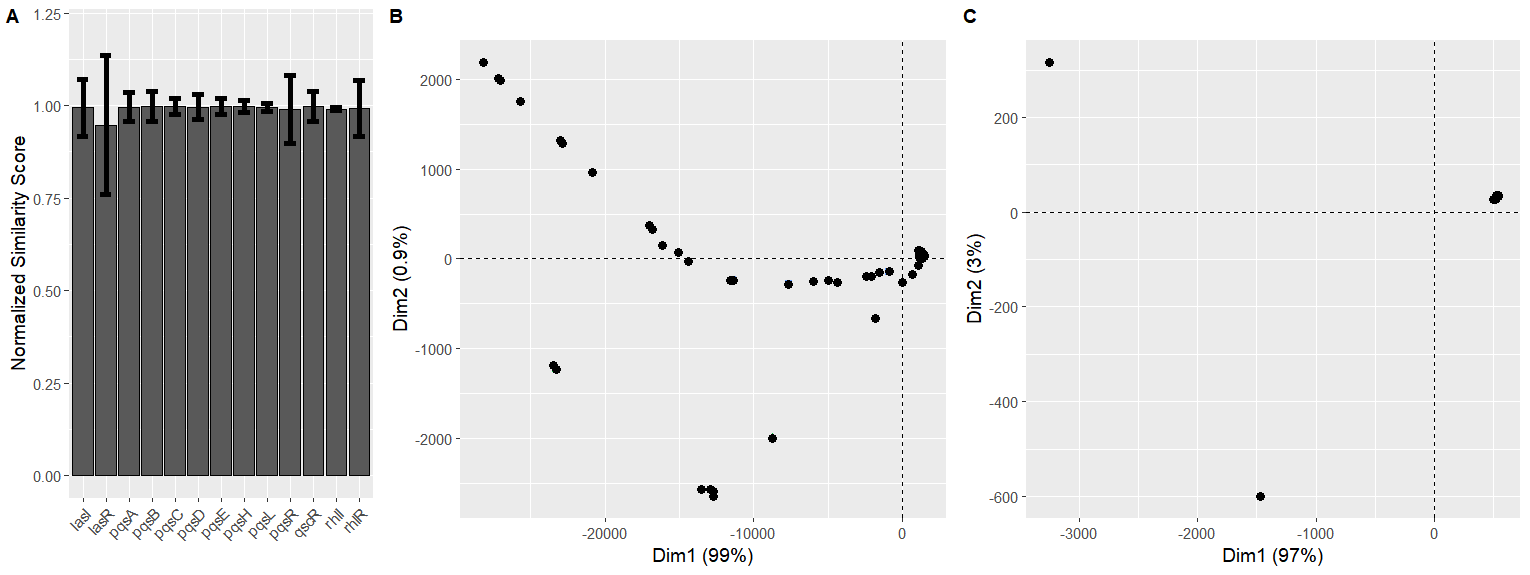 A
B
C
Normalized Similarity Score
1.25
1.00
0.75
0.50
0.25
0.00
lasI
lasR
pqsA
pqsB
pqsC
pqsD
pqsE
pqsH
pqsL
pqsR
qscR
rhlI
rhlR
Dim2 (0.9%)
2000
1000
0
-1000
-2000
-20000
-10000
0
Dim1 (99%)
Dim2 (3%)
200
0
-200
-400
-600
-3000
-2000
-1000
0
Dim1 (97%)